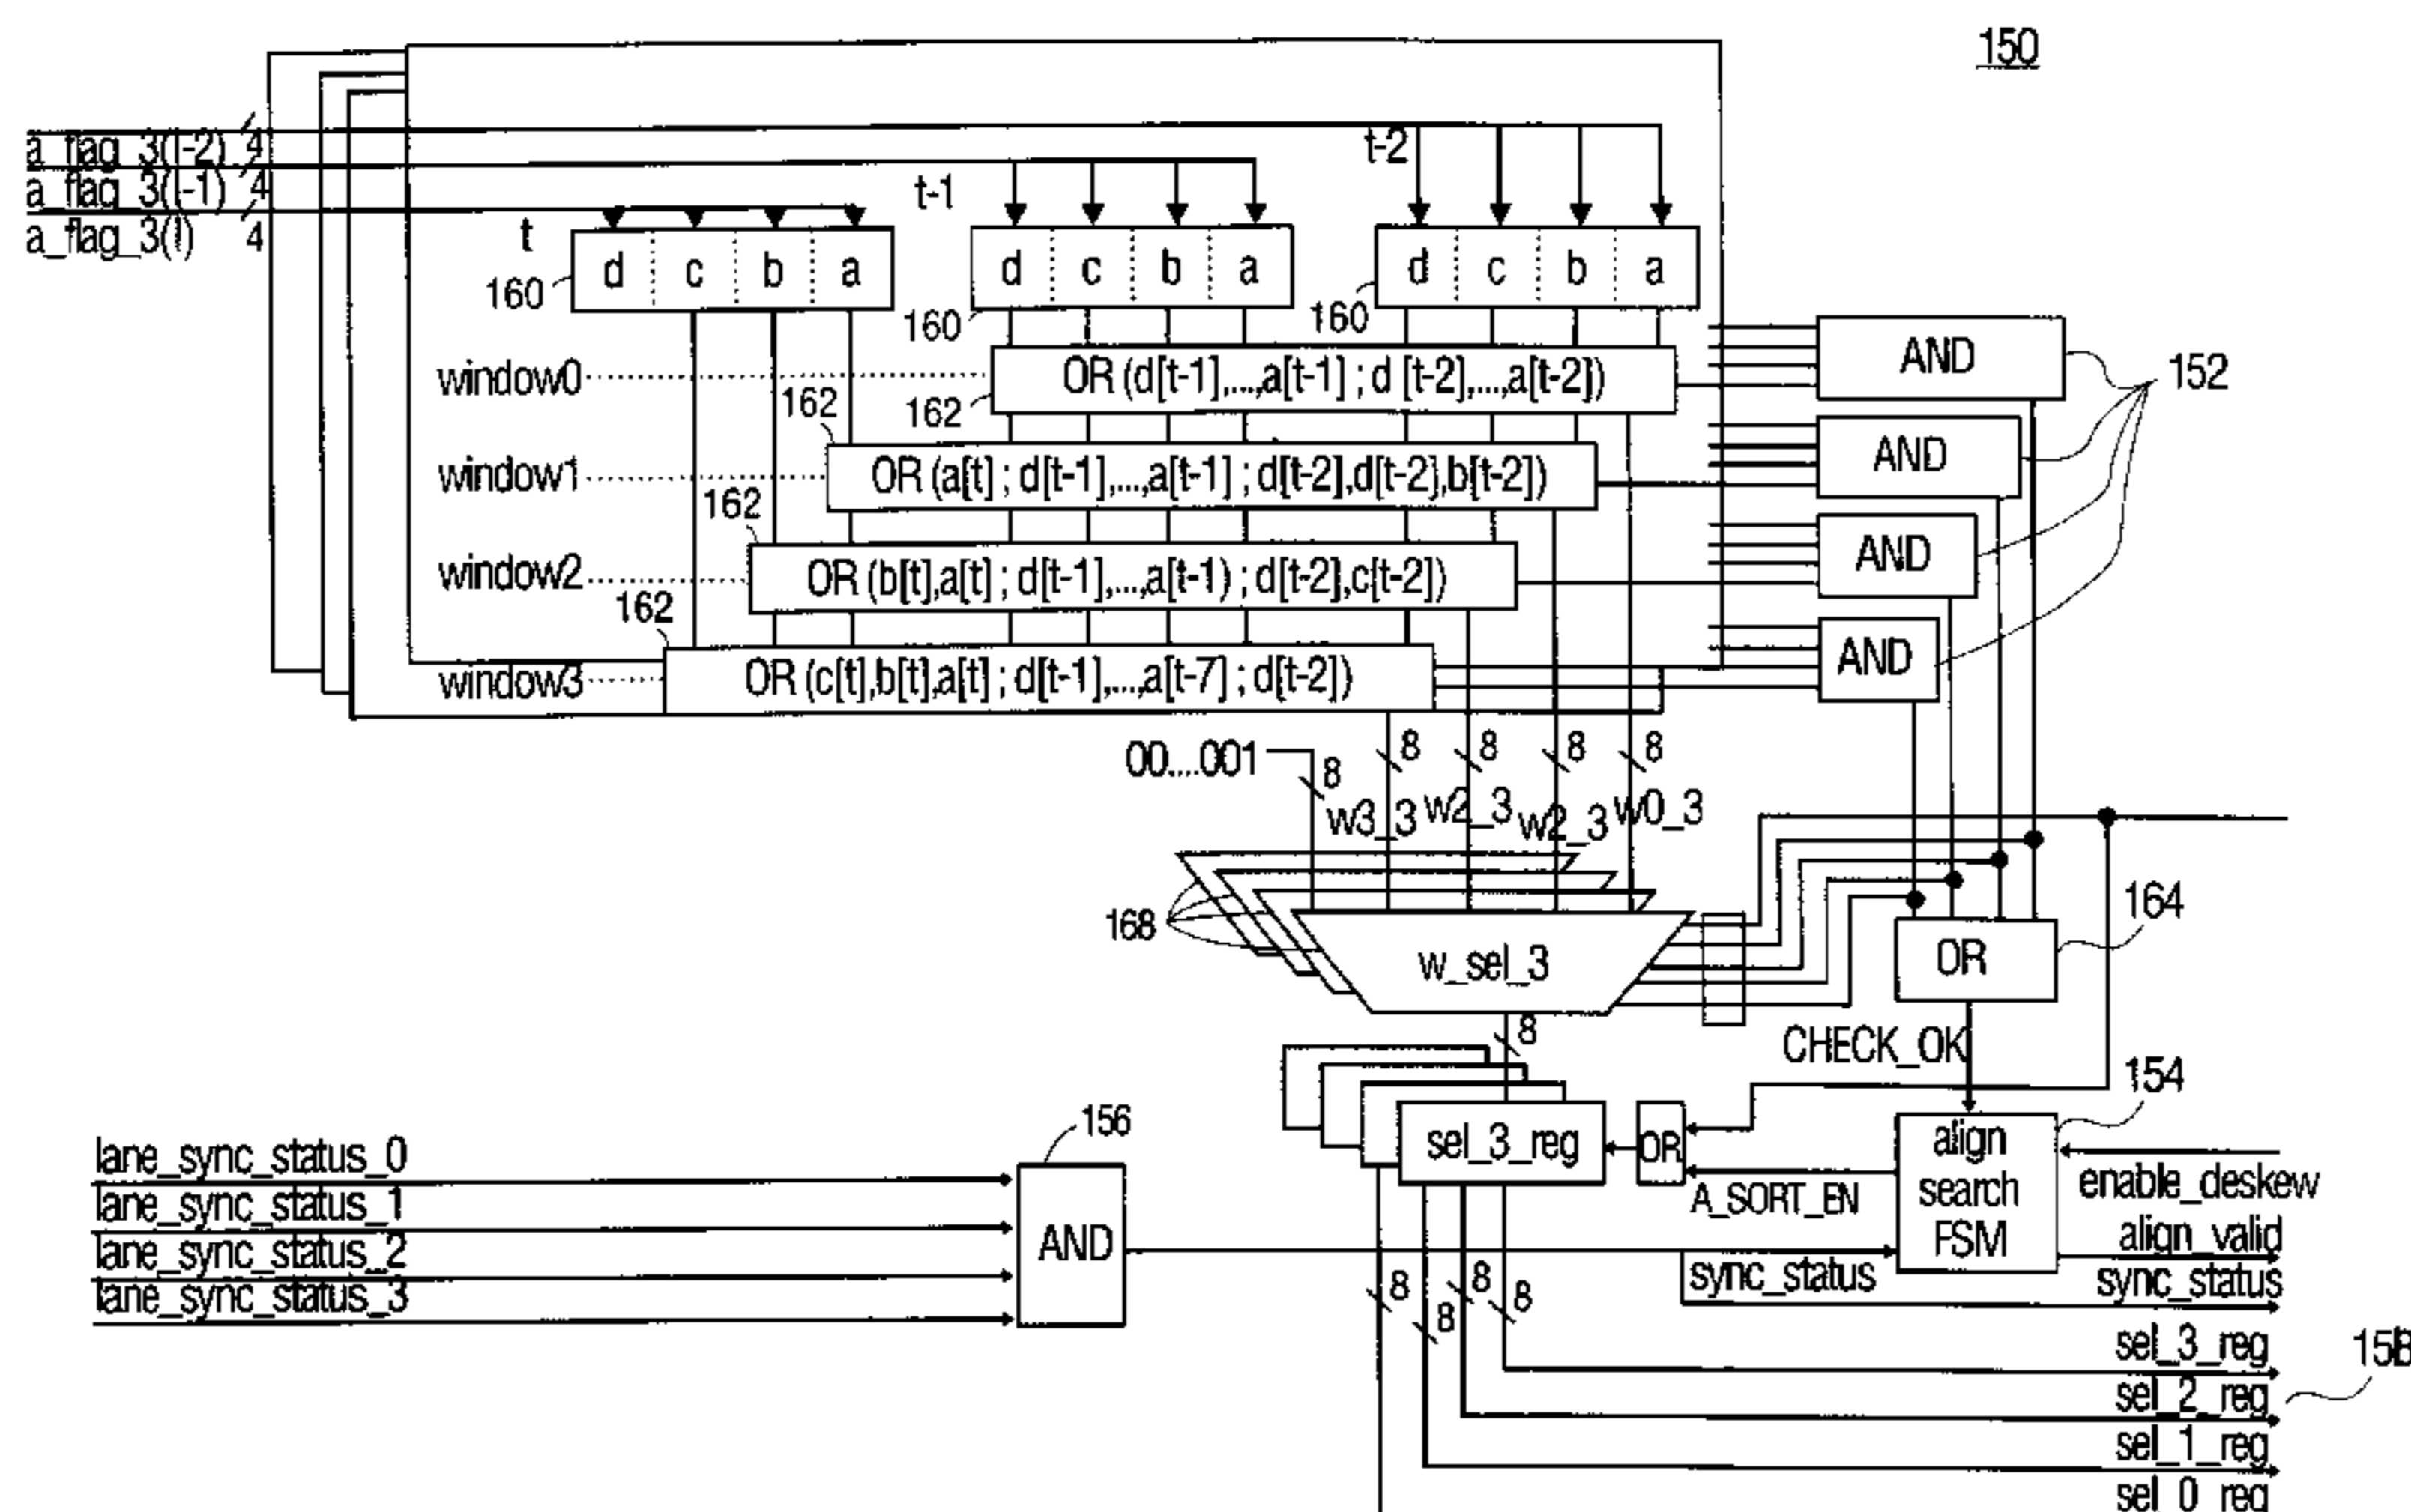 150
a_flag_3(t-2) 4
a_flag_3(t-1) 4
a_flag_3(t) 4
t-2
t-1
t
d c b a
d c b a
d c b a
160
160
160
window0
OR (d[t-1],...,a[t-1] ; d [t-2],....,a[t-2])
AND
152
162
162
window1
OR (a[t] ; d[t-1],...,a[t-1] ; d[t-2],d[t-2],b[t-2])
AND
162
window2
OR (b[t],a[t] ; d[t-1],...,a[t-1) ; d[t-2],c[t-2])
AND
162
window3
OR (c[t],b[t],a[t] ; d[t-1],...,a[t-7] ; d[t-2])
AND
00....001
8
8
8
8
8
w3_3
w2_3
w2_3
w0_3
168
w_sel_3
OR
164
8
CHECK_OK
154
156
sel_3_reg
OR
align
search
FSM
A_SORT_EN
enable_deskew
align_valid
lane_sync_status_0
lane_sync_status_1
lane_sync_status_2
lane_sync_status_3
AND
sync_status
sync_status
8
8
8
8
sel_3_reg
158
sel_2_reg
sel_1_reg
sel_0_reg